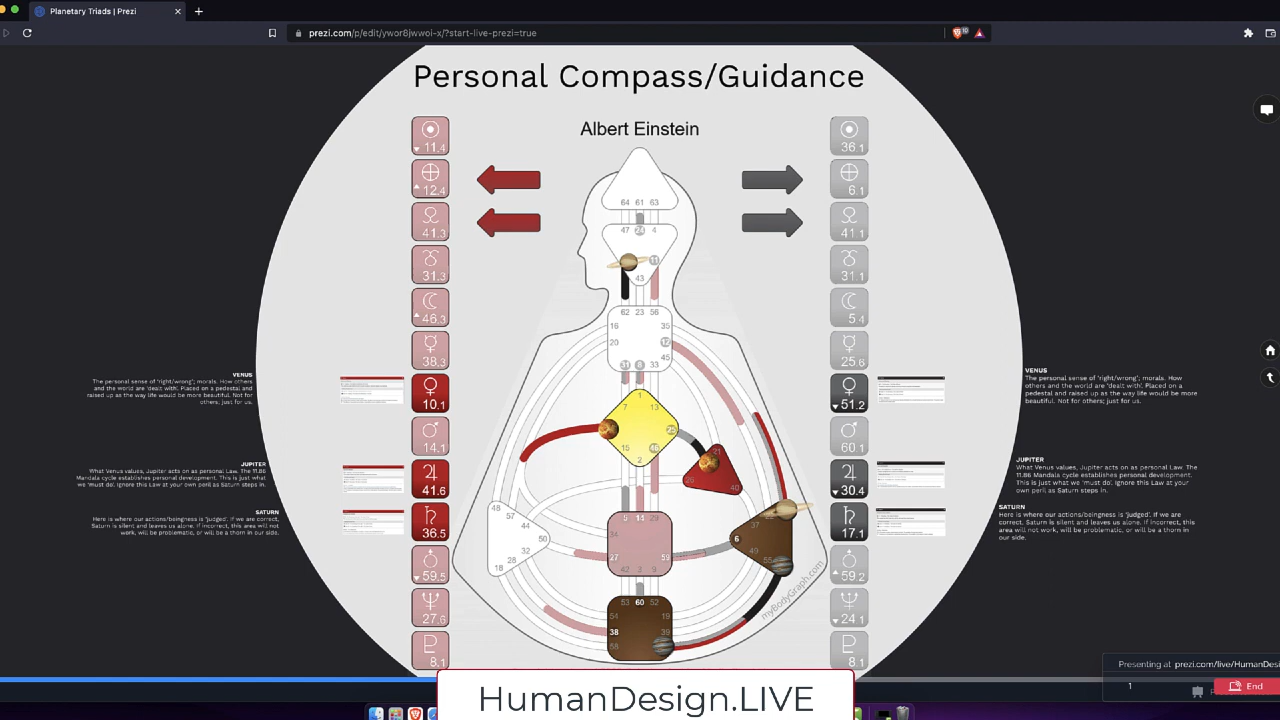 Planetary Triads | Prezi
prezi.com/p/edit/ywor8jwwoi-x/?start-live-prezi=true
Personal Compass/Guidance
Albert Einstein
11.4
12.4
41.3
31.3
46.3
38.3
10.1
14.1
41.6
36.5
59.5
27.6
8.1
36.1
6.1
41.1
31.1
5.4
25.6
51.2
60.1
30.4
17.1
59.2
24.1
8.1
64 61 63
47 24 4
11
43
62 23 56
16 35
20 12
45
31 8 33
1
7 13
25
15 46
2
21
26 40
48
57
44
50
32
28
18
5 14 29
34
27 59
42 3 9
37
6
49
55
53 60 52
54 19
38 39
58
myBodyGraph.com
VENUS
The personal sense of 'right/wrong'; morals. How others
and the world are 'dealt with'. Placed on a pedestal and
raised up as the way life would be more beautiful. Not for
others; just for us.
JUPITER
What Venus values, Jupiter acts on as personal Law. The 11.86
Mandala cycle establishes personal development. This is just what
we 'must do'. Ignore this Law at your own peril as Saturn steps in.
SATURN
Here is where our actions/beingness is 'judged'. If we are correct,
Saturn is silent and leaves us alone. If incorrect, this area will not
work, will be problematic, or will be a thorn in our side.
VENUS
The personal sense of 'right/wrong'; morals. How
others and the world are 'dealt with'. Placed on a
pedestal and raised up as the way life would be more
beautiful. Not for others; just for us.
JUPITER
What Venus values, Jupiter acts on as personal Law. The
11.86 Mandala cycle establishes personal development.
This is just what we 'must do'. Ignore this Law at your own
peril as Saturn steps in.
SATURN
Here is where our actions/beingness is 'judged'. If we are
correct, Saturn is silent and leaves us alone. If incorrect, this
area will not work, will be problematic, or will be a thorn in
our side.
Presenting at prezi.com/live/HumanDesi
1
End
HumanDesign.LIVE